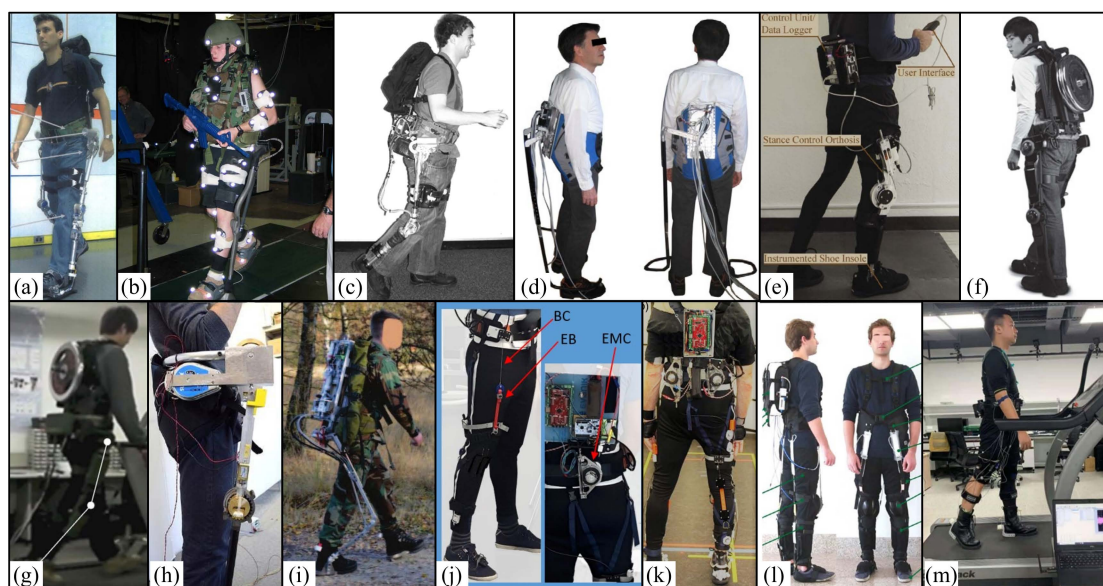 Control Unit/
Data Logger
User Interface
Stance Control Orthosis
Instrumented Shoe Insole
(a)
(b)
(c)
(d)
(e)
(f)
BC
EB
EMC
(g)
(h)
(i)
(j)
(k)
(l)
(m)